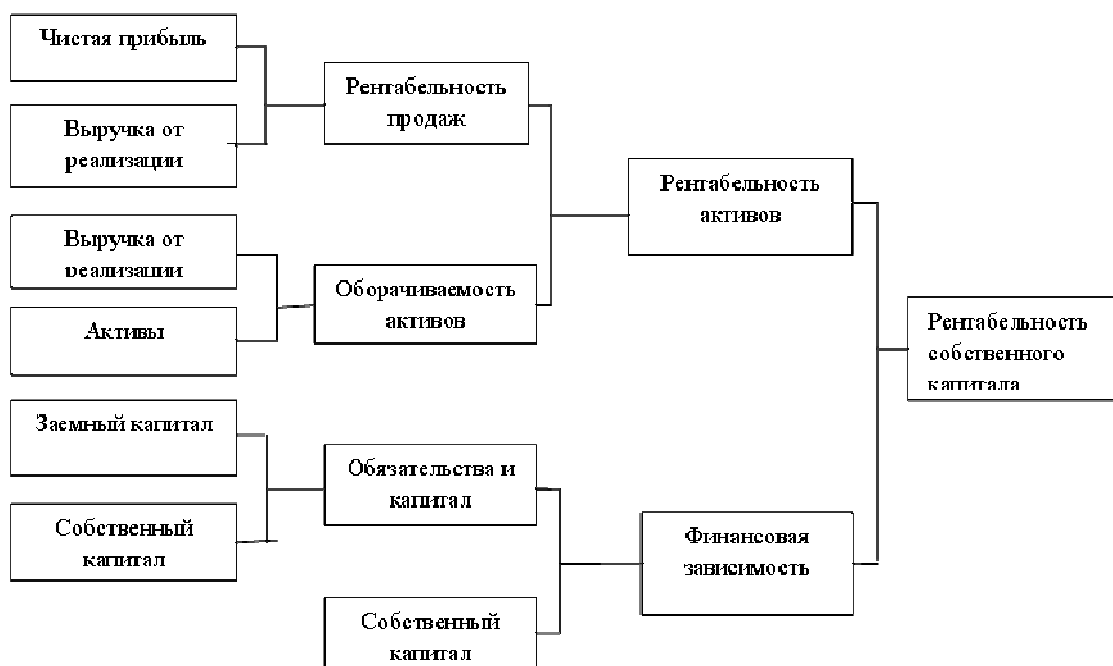 Чистая прибыль
Выручка от
реализации
Рентабельность
продаж
Выручка от
реализации
Активы
Оборачиваемость
активов
Рентабельность
активов
Заемный капитал
Собственный
капитал
Обязательства и
капитал
Собственный
капитал
Финансовая
зависимость
Рентабельность
собственного
капитала